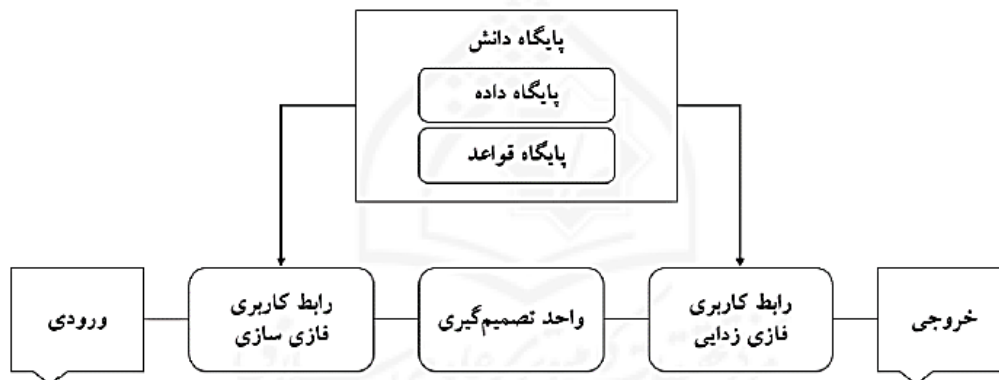 پایگاه دانش
پایگاه داده
پایگاه قواعد
ورودی
رابط کاربری
فازی سازی
واحد تصمیم‌گیری
رابط کاربری
فازی زدایی
خروجی